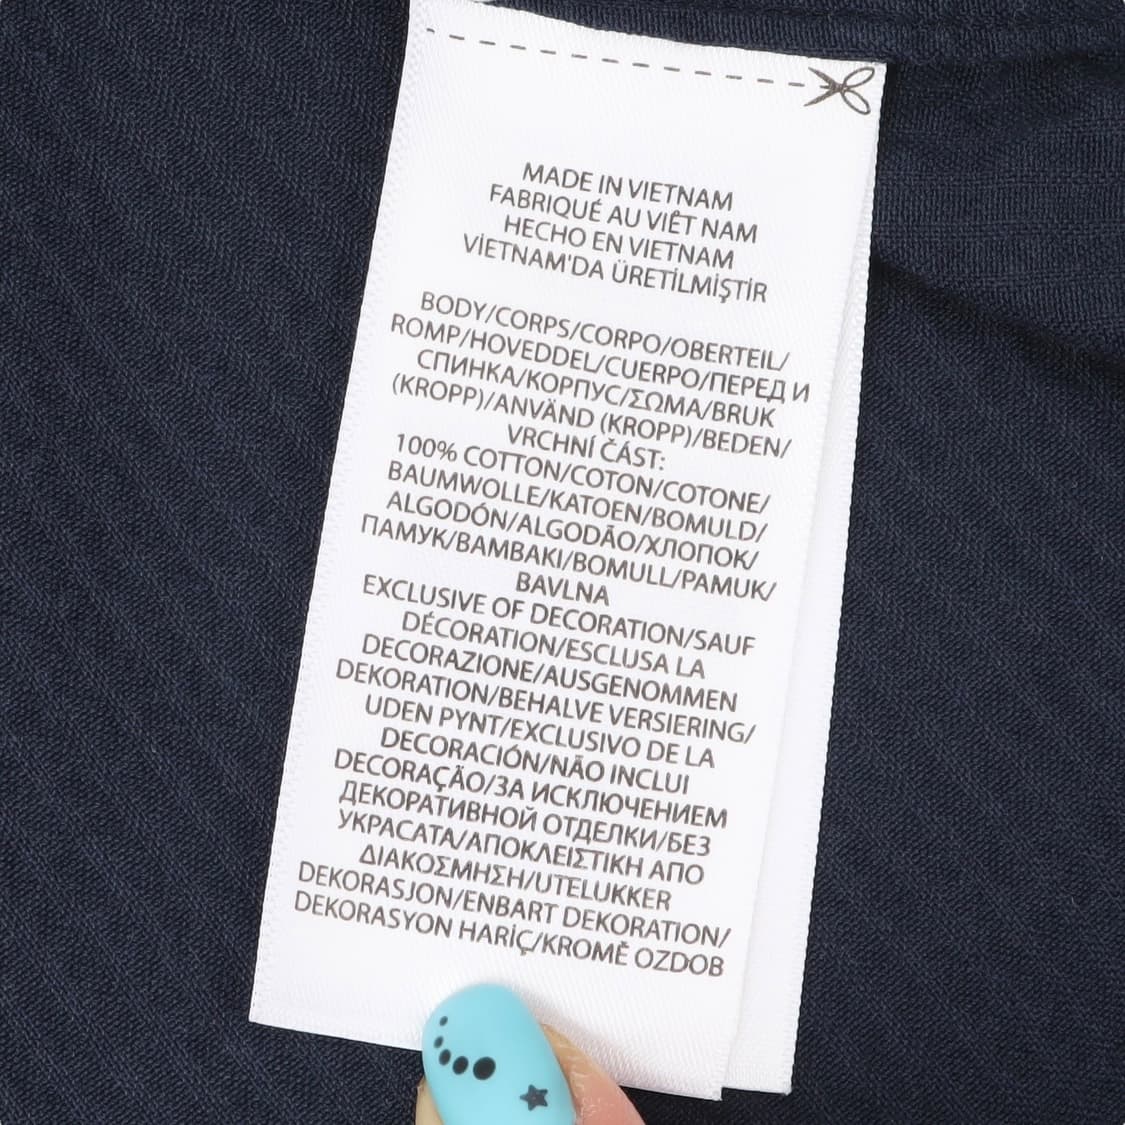 MADE IN VIETNAM
FABRIQUÉ AU VIÊT NAM
HECHO EN VIETNAM
VİETNAM'DA ÜRETİLMİŞTİR
BODY/CORPS/CORPO/OBERTEIL/
ROMP/HOVEDDEL/CUERPO/ПЕРЕД И
СПИНКА/КОРПУС/ΣΩΜΑ/BRUK
(KROPP)/ANVÄND (KROPP)/BEDEN/
VRCHNÍ ČÁST:
100% COTTON/COTON/COTONE/
BAUMWOLLE/KATOEN/BOMULD/
ALGODÓN/ALGODÃO/ХЛОПОК/
ПАМУК/BAMBAKI/BOMULL/PAMUK/
BAVLNA
EXCLUSIVE OF DECORATION/SAUF
DÉCORATION/ESCLUSA LA
DECORAZIONE/AUSGENOMMEN
DEKORATION/BEHALVE VERSIERING/
UDEN PYNT/EXCLUSIVO DE LA
DECORACIÓN/NÃO INCLUI
DECORAÇÃO/ЗА ИСКЛЮЧЕНИЕМ
ДЕКОРАТИВНОЙ ОТДЕЛКИ/БЕЗ
УКРАСАТА/ΑΠΟΚΛΕΙΣΤΙΚΗ ΑΠΟ
ΔΙΑΚΟΣΜΗΣΗ/UTELUKKER
DEKORASJON/ENBART DEKORATION/
DEKORASYON HARİÇ/KROMĚ OZDOB